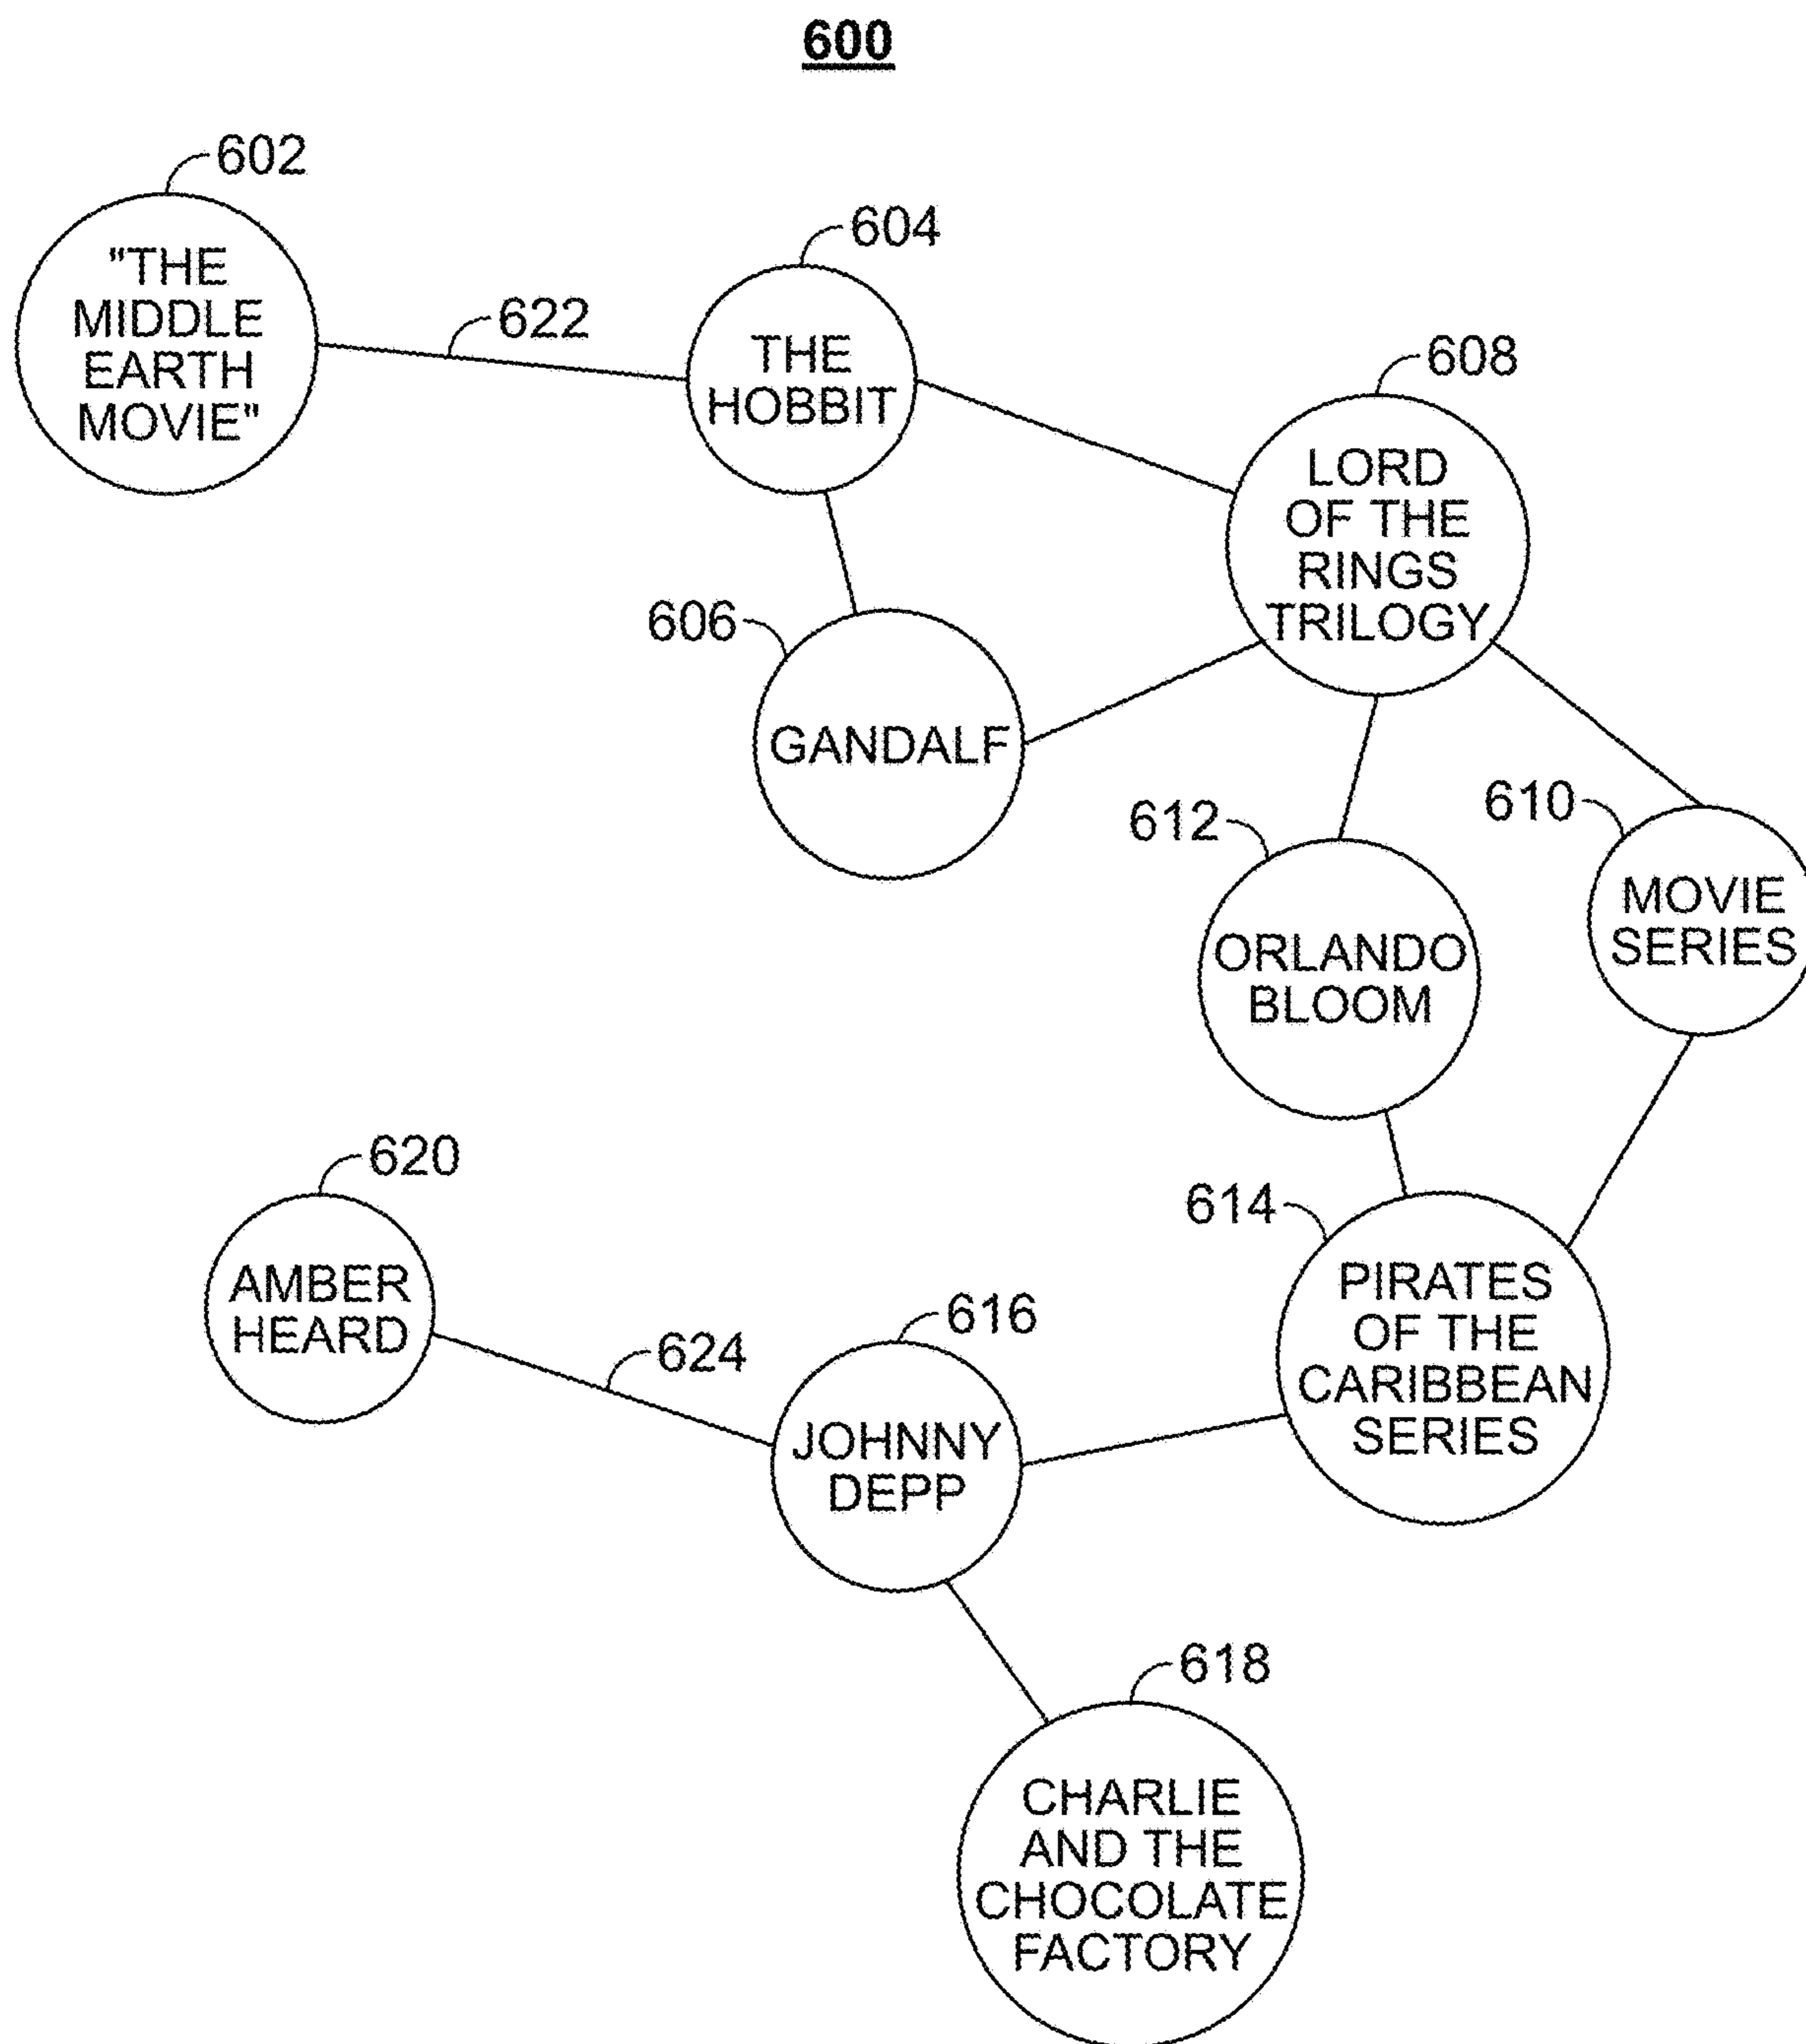 600
602
"THE
MIDDLE
EARTH
MOVIE"
622
604
THE
HOBBIT
608
LORD
OF THE
RINGS
TRILOGY
606
GANDALF
612
ORLANDO
BLOOM
610
MOVIE
SERIES
620
AMBER
HEARD
624
616
JOHNNY
DEPP
614
PIRATES
OF THE
CARIBBEAN
SERIES
618
CHARLIE
AND THE
CHOCOLATE
FACTORY